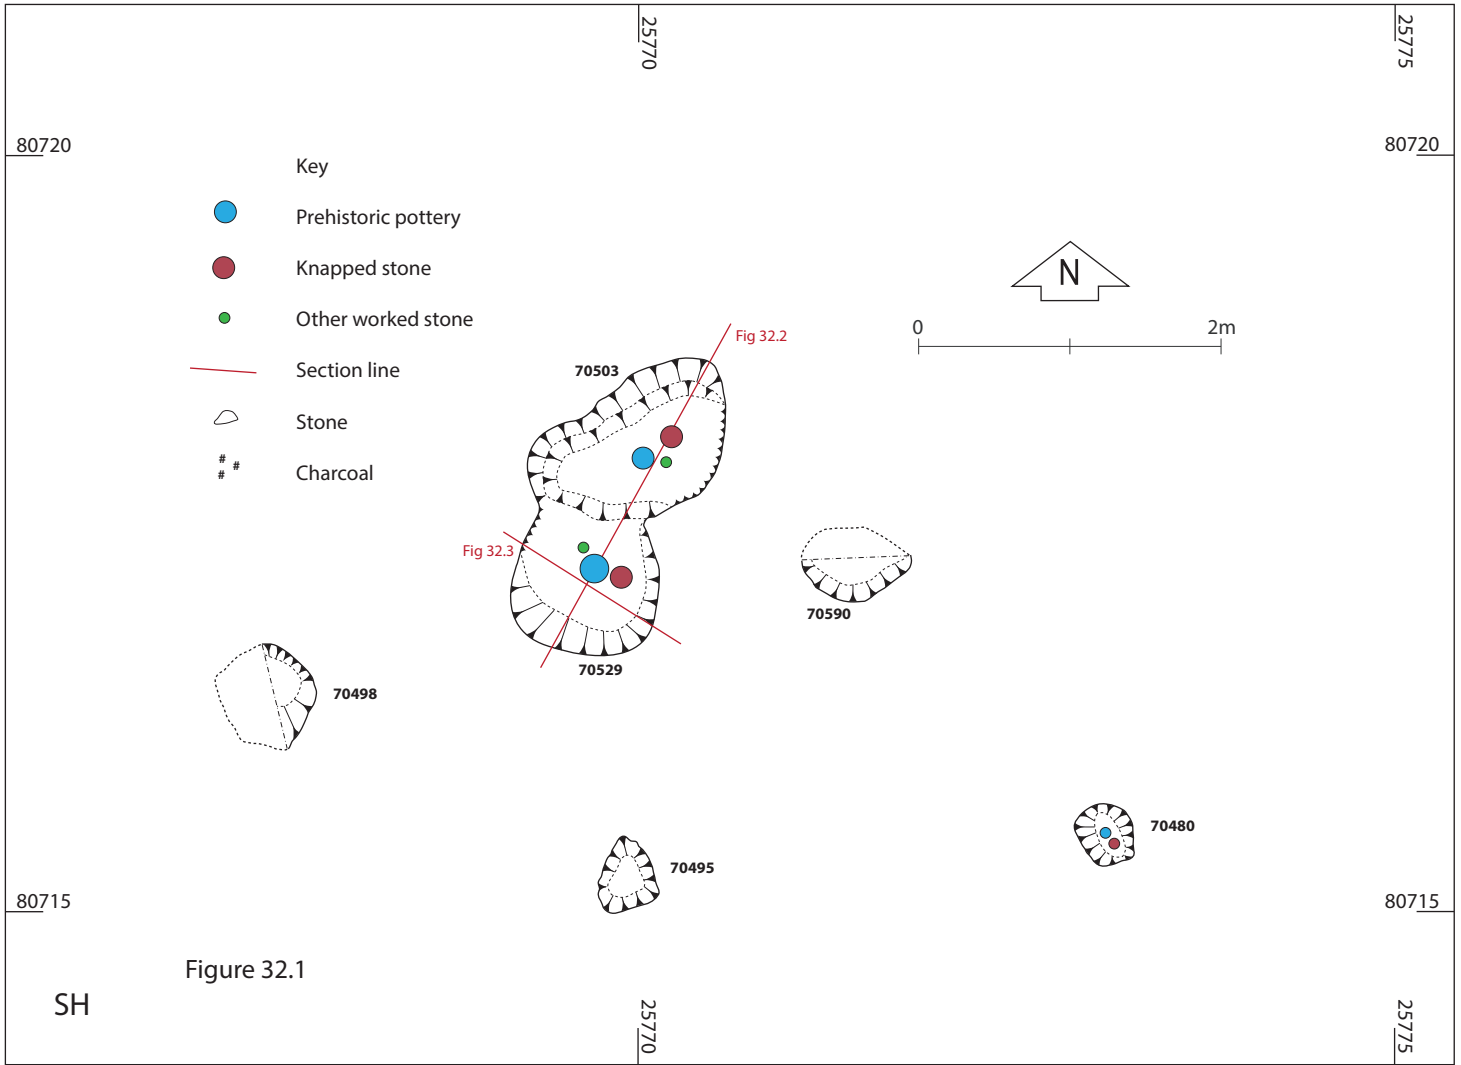 25770
25775
80720
80720
Key
Prehistoric pottery
Knapped stone
Other worked stone
Section line
Stone
# # #
Charcoal
N
0 2m
Fig 32.2
70503
Fig 32.3
70590
70529
70498
70480
70495
80715
80715
Figure 32.1
SH
25770
25775